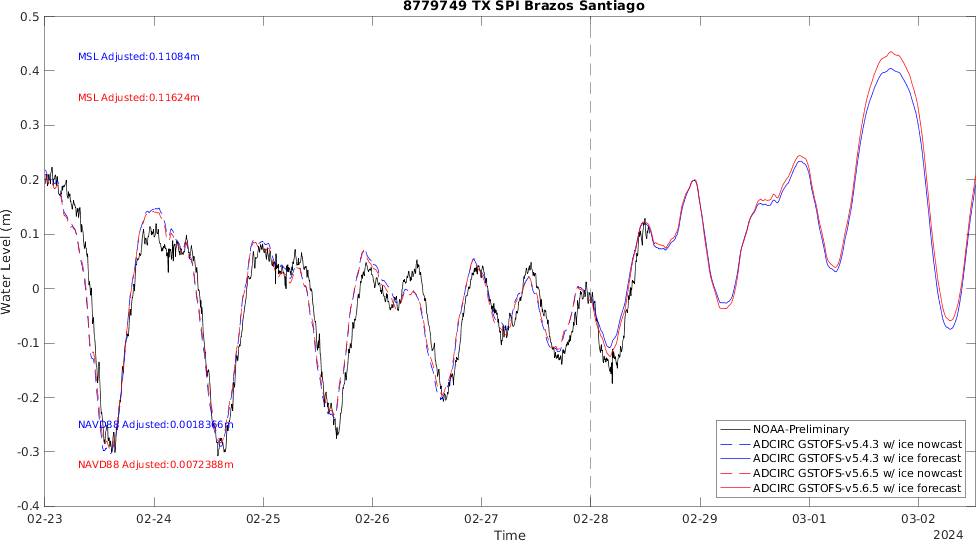 8779749 TX SPI Brazos Santiago
0.5
MSL Adjusted:0.11084m
0.4
MSL Adjusted:0.11624m
0.3
0.2
0.1
Water Level (m)
0
-0.1
-0.2
NAVD88 Adjusted:0.0018366m
-0.3
NAVD88 Adjusted:0.0072388m
-0.4
NOAA-Preliminary
ADCIRC GSTOFS-v5.4.3 w/ ice nowcast
ADCIRC GSTOFS-v5.4.3 w/ ice forecast
ADCIRC GSTOFS-v5.6.5 w/ ice nowcast
ADCIRC GSTOFS-v5.6.5 w/ ice forecast
02-23 02-24 02-25 02-26 02-27 02-28 02-29 03-01 03-02
Time
2024